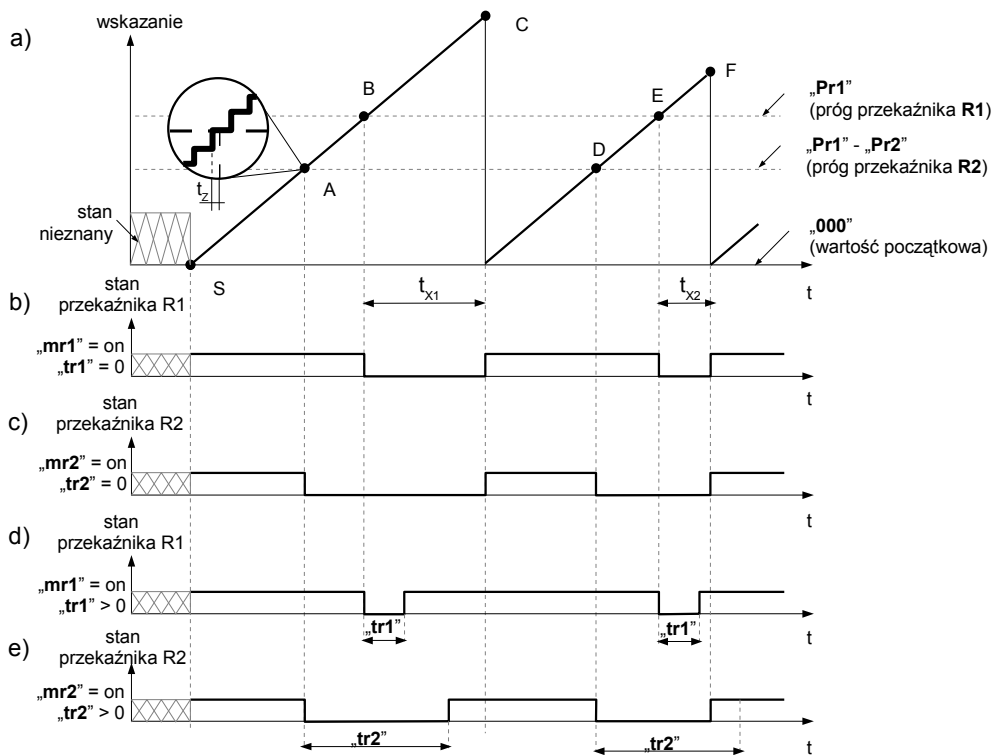 a)
wskazanie
C
B
F
E
„Pr1”
(próg przekaźnika R1)
D
A
„Pr1” - „Pr2”
(próg przekaźnika R2)
tZ
stan
nieznany
„000”
(wartość początkowa)
S
t
tX1
tX2
b)
stan
przekaźnika R1
„mr1” = on
„tr1” = 0
t
c)
stan
przekaźnika R2
„mr2” = on
„tr2” = 0
t
d)
stan
przekaźnika R1
„mr1” = on
„tr1” > 0
„tr1”
„tr1”
t
e)
stan
przekaźnika R2
„mr2” = on
„tr2” > 0
„tr2”
„tr2”
t